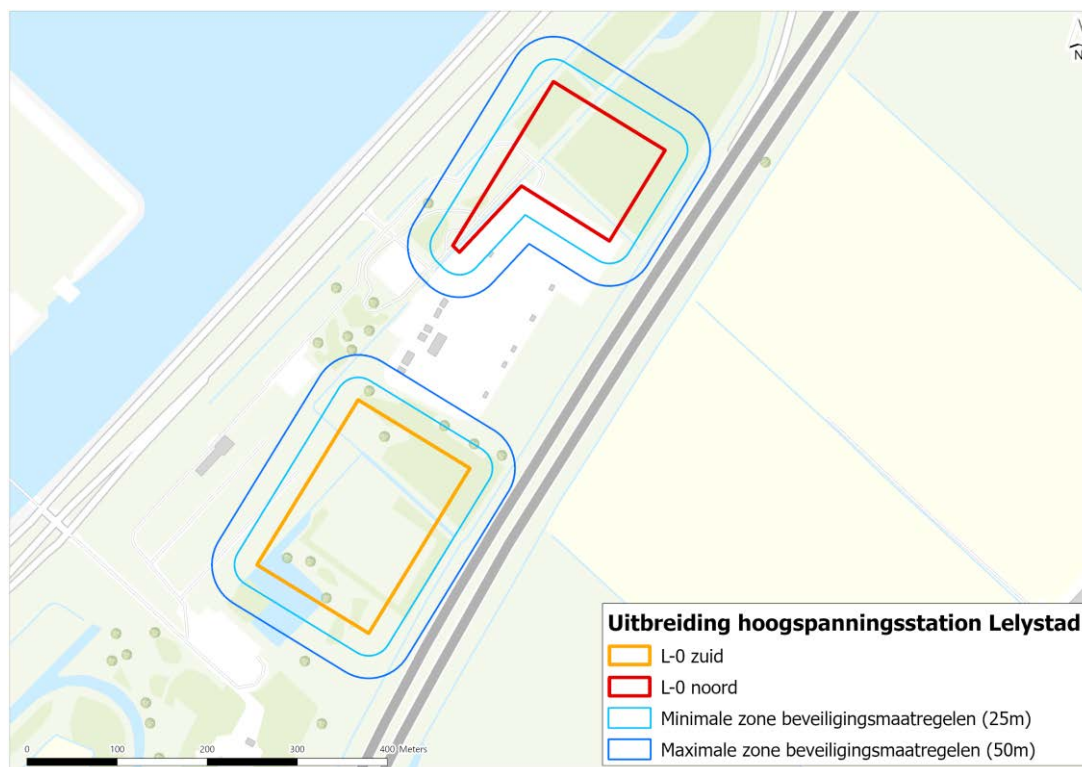 N
Uitbreiding hoogspanningsstation Lelystad
L-0 zuid
L-0 noord
Minimale zone beveiligingsmaatregelen (25m)
Maximale zone beveiligingsmaatregelen (50m)
0 100 200 300 400 Meters